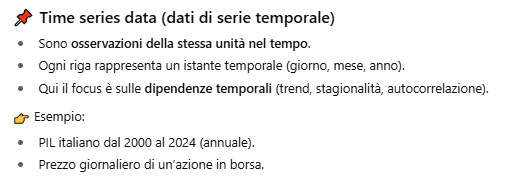 📌 Time series data (dati di serie temporale)
• Sono osservazioni della stessa unità nel tempo.
• Ogni riga rappresenta un istante temporale (giorno, mese, anno).
• Qui il focus è sulle dipendenze temporali (trend, stagionalità, autocorrelazione).
👉 Esempio:
• PIL italiano dal 2000 al 2024 (annuale).
• Prezzo giornaliero di un’azione in borsa.